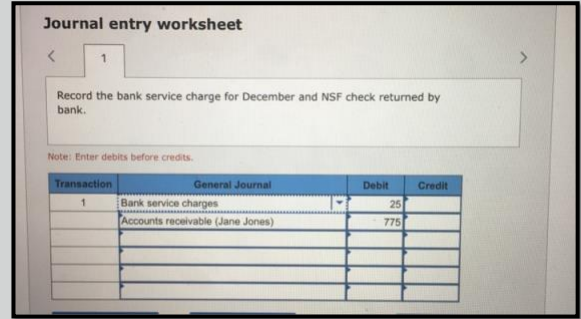 Journal entry worksheet
< 1 >
Record the bank service charge for December and NSF check returned by
bank.
Note: Enter debits before credits.
Transaction General Journal Debit Credit
1 Bank service charges 25
Accounts receivable (Jane Jones) 775